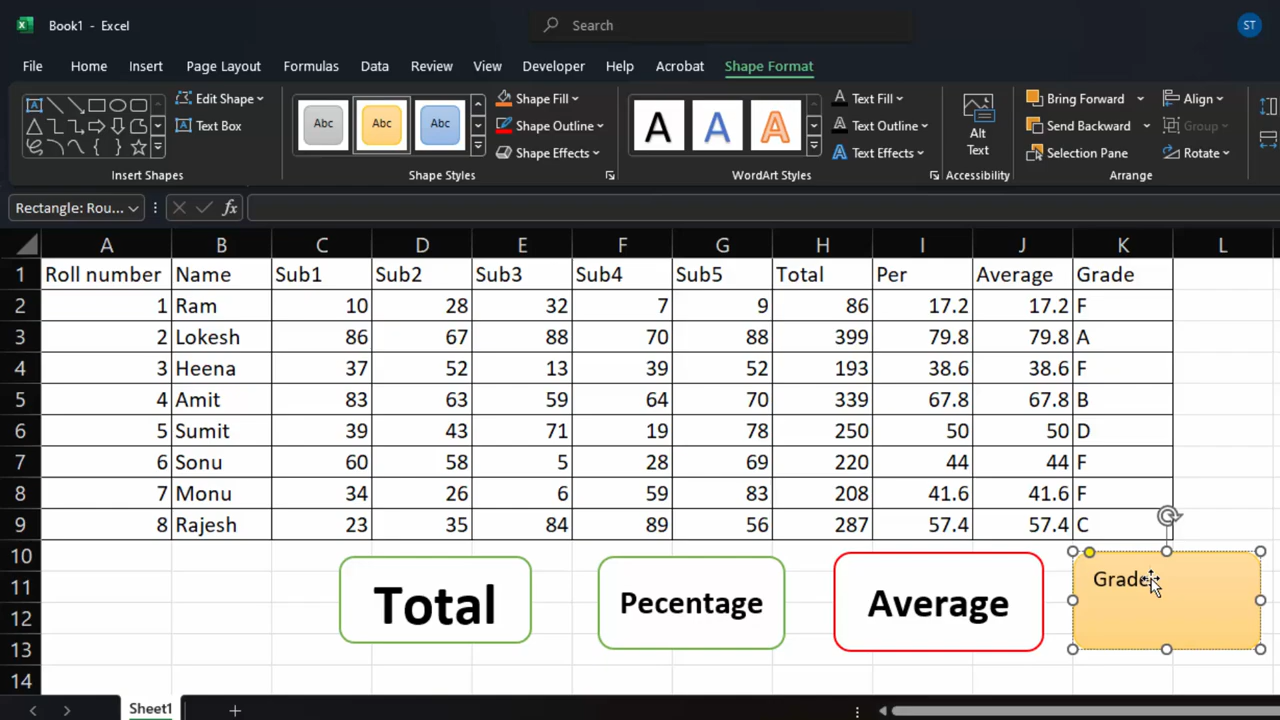 Book1 - Excel
Search
ST
File Home Insert Page Layout Formulas Data Review View Developer Help Acrobat Shape Format
Edit Shape
Text Box
Insert Shapes
Abc Abc Abc
Shape Fill
Shape Outline
Shape Effects
Shape Styles
A A A
Text Fill
Text Outline
Text Effects
WordArt Styles
Alt
Text
Accessibility
Bring Forward
Send Backward
Selection Pane
Align
Group
Rotate
Arrange
Rectangle: Rou...
fx
A B C D E F G H I J K L
1 Roll number Name Sub1 Sub2 Sub3 Sub4 Sub5 Total Per Average Grade
2 1 Ram 10 28 32 7 9 86 17.2 17.2 F
3 2 Lokesh 86 67 88 70 88 399 79.8 79.8 A
4 3 Heena 37 52 13 39 52 193 38.6 38.6 F
5 4 Amit 83 63 59 64 70 339 67.8 67.8 B
6 5 Sumit 39 43 71 19 78 250 50 50 D
7 6 Sonu 60 58 5 28 69 220 44 44 F
8 7 Monu 34 26 6 59 83 208 41.6 41.6 F
9 8 Rajesh 23 35 84 89 56 287 57.4 57.4 C
10
11
12
13
14
Total
Pecentage
Average
Grade
Sheet1